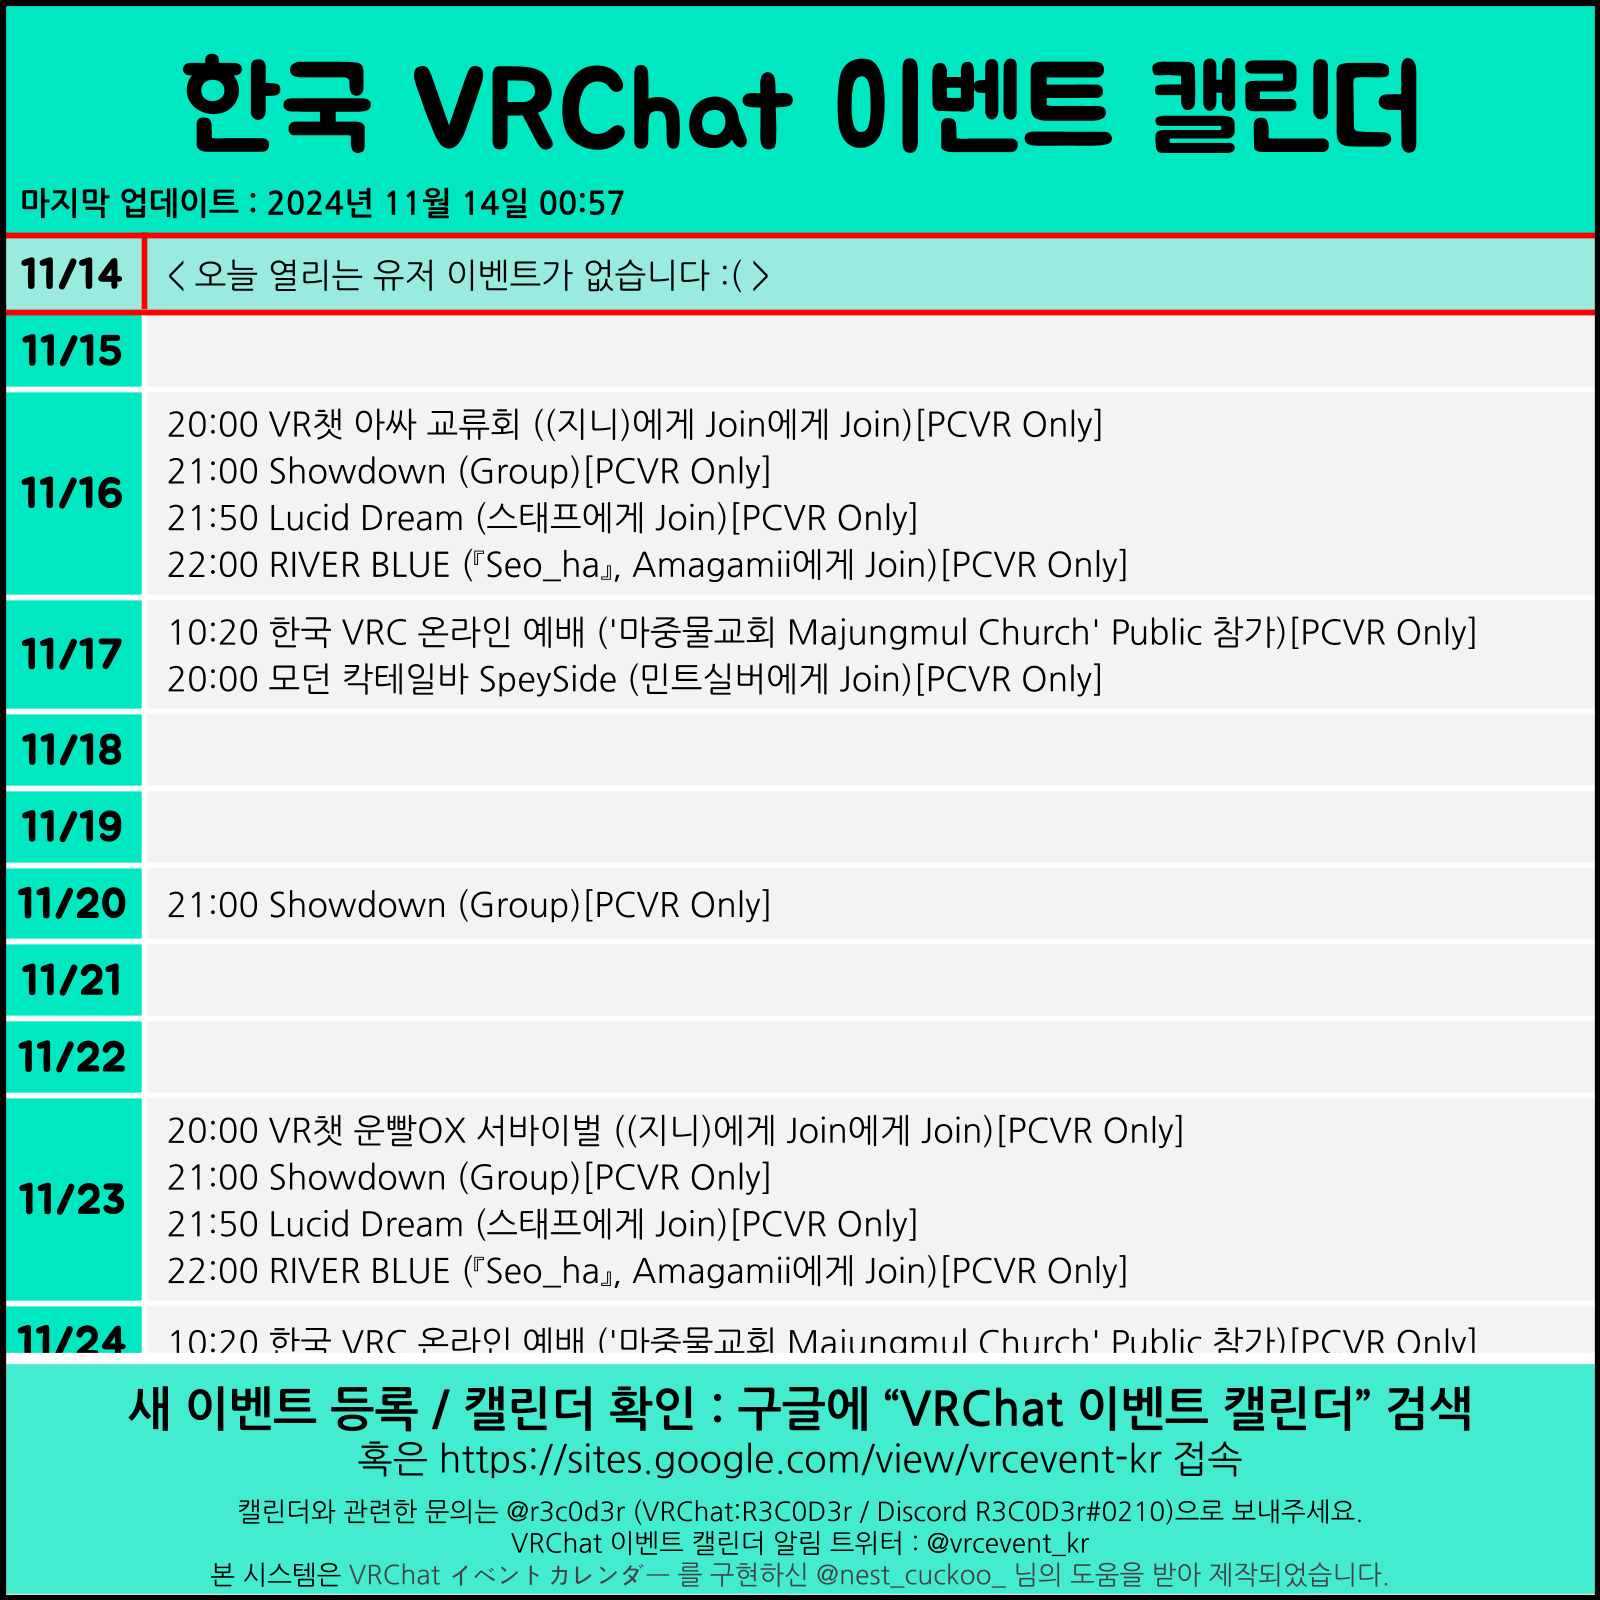 한국 VRChat 이벤트 캘린더
마지막 업데이트 : 2024년 11월 14일 00:57
11/14 < 오늘 열리는 유저 이벤트가 없습니다 :( >
11/15
11/16
20:00 VR챗 아싸 교류회 ((지니)에게 Join에게 Join)[PCVR Only]
21:00 Showdown (Group)[PCVR Only]
21:50 Lucid Dream (스태프에게 Join)[PCVR Only]
22:00 RIVER BLUE (『Seo_ha』, Amagamii에게 Join)[PCVR Only]
11/17
10:20 한국 VRC 온라인 예배 ('마중물교회 Majungmul Church' Public 참가)[PCVR Only]
20:00 모던 칵테일바 SpeySide (민트실버에게 Join)[PCVR Only]
11/18
11/19
11/20 21:00 Showdown (Group)[PCVR Only]
11/21
11/22
11/23
20:00 VR챗 운빨OX 서바이벌 ((지니)에게 Join에게 Join)[PCVR Only]
21:00 Showdown (Group)[PCVR Only]
21:50 Lucid Dream (스태프에게 Join)[PCVR Only]
22:00 RIVER BLUE (『Seo_ha』, Amagamii에게 Join)[PCVR Only]
11/24 10:20 한국 VRC 온라인 예배 ('마중물교회 Majungmul Church' Public 참가)[PCVR Only]
새 이벤트 등록 / 캘린더 확인 : 구글에 “VRChat 이벤트 캘린더” 검색
혹은 https://sites.google.com/view/vrcevent-kr 접속
캘린더와 관련한 문의는 @r3c0d3r (VRChat:R3C0D3r / Discord R3C0D3r#0210)으로 보내주세요.
VRChat 이벤트 캘린더 알림 트위터 : @vrcevent_kr
본 시스템은 VRChat イベントカレンダー 를 구현하신 @nest_cuckoo_ 님의 도움을 받아 제작되었습니다.